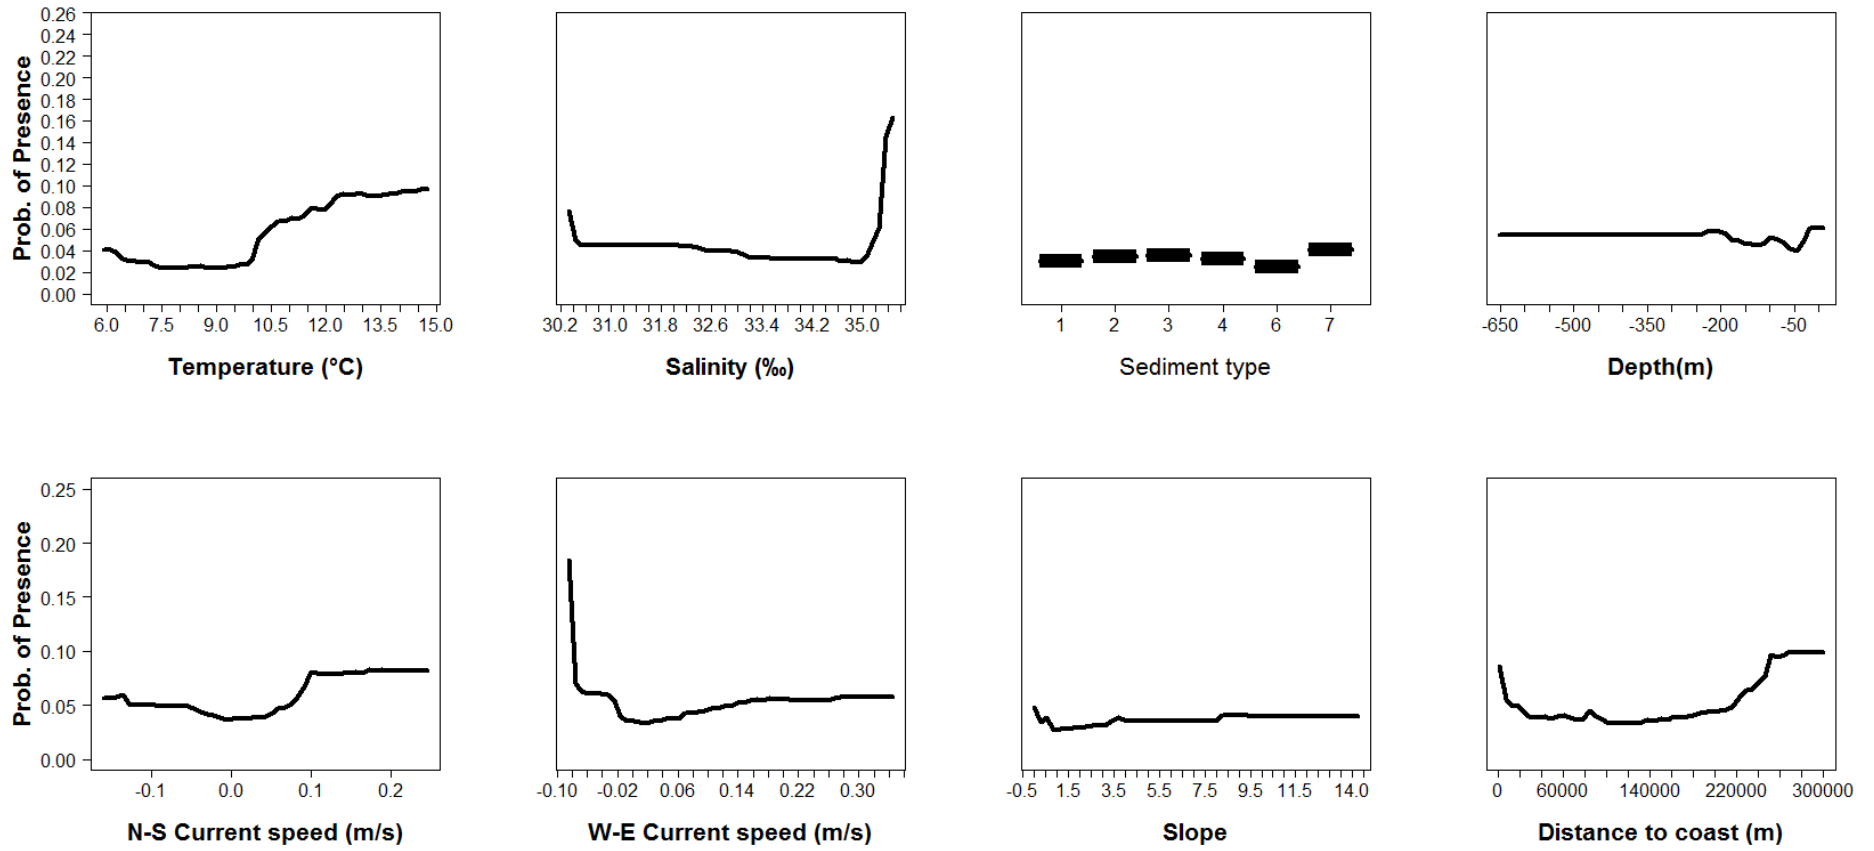 Prob. of Presence
0.26
0.24
0.22
0.20
0.18
0.16
0.14
0.12
0.10
0.08
0.06
0.04
0.02
0.00
6.0 7.5 9.0 10.5 12.0 13.5 15.0
Temperature (°C)
30.2 31.0 31.8 32.6 33.4 34.2 35.0
Salinity (‰)
1 2 3 4 6 7
Sediment type
-650 -500 -350 -200 -50
Depth(m)
Prob. of Presence
0.25
0.20
0.15
0.10
0.05
0.00
-0.1 0.0 0.1 0.2
N-S Current speed (m/s)
-0.10 -0.02 0.06 0.14 0.22 0.30
W-E Current speed (m/s)
-0.5 1.5 3.5 5.5 7.5 9.5 11.5 14.0
Slope
0 60000 140000 220000 300000
Distance to coast (m)